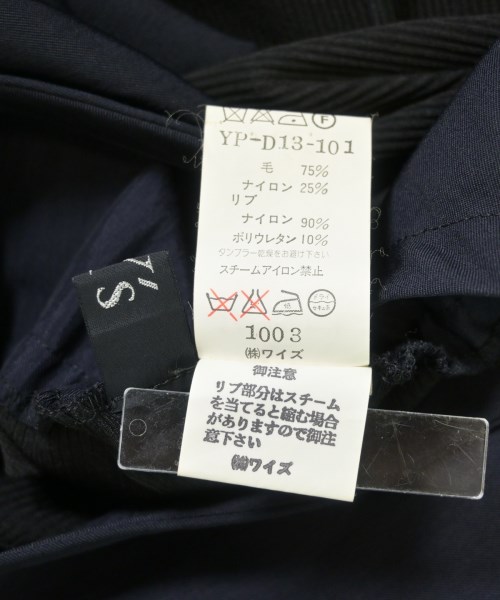 F
YP-D13-101
毛 75%
ナイロン 25%
リブ
ナイロン 90%
ポリウレタン 10%
タンブラー乾燥をお避け下さい
スチームアイロン禁止
1003
㈱ワイズ
御注意
リブ部分はスチーム
を当てると縮む場合
がありますので御注
意下さい
㈱ワイズ
Y's